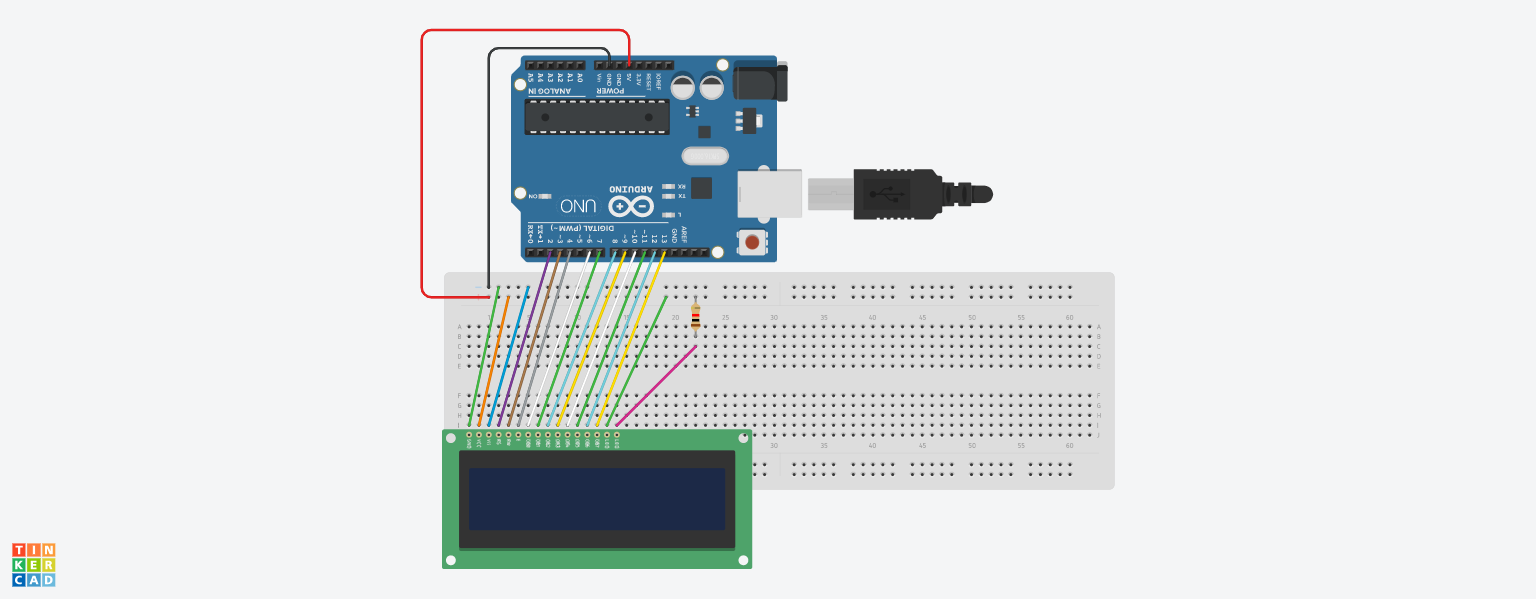 A5 A4 A3 A2 A1 A0
Vin GND GND 5V 3.3V RESET IOREF
ANALOG IN
POWER
ON
ARDUINO
UNO
RX
TX
L
DIGITAL (PWM~)
RX←0 TX→1 2 ~3 4 ~5 ~6 7 8 ~9 ~10 ~11 12 13 GND AREF
20 25 30 35 40 45 50 55 60
A A
B B
C C
D D
E E
F F
G G
H H
I I
J
GND VCC
30 35 40 45 50 55 60
TIN
KER
CAD